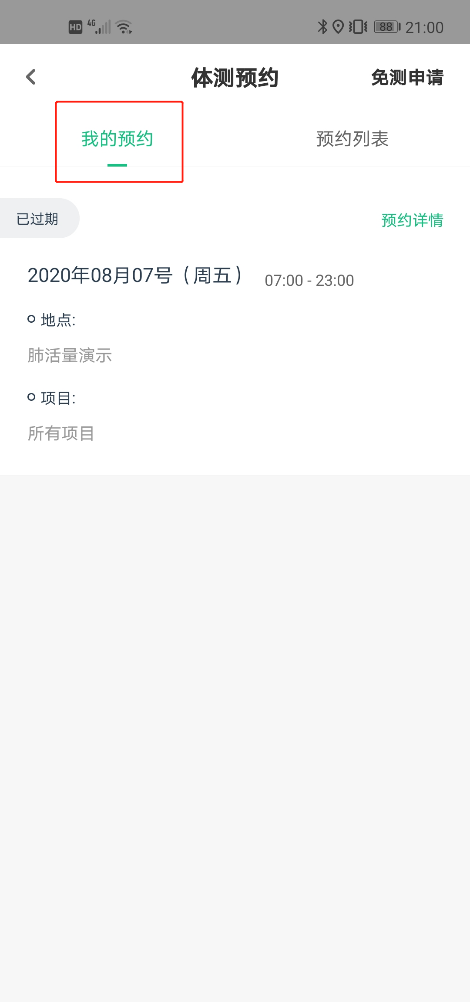 HD 4G 88 21:00
体测预约 免测申请
我的预约 预约列表
已过期 预约详情
2020年08月07号（周五） 07:00 - 23:00
地点:
肺活量演示
项目:
所有项目